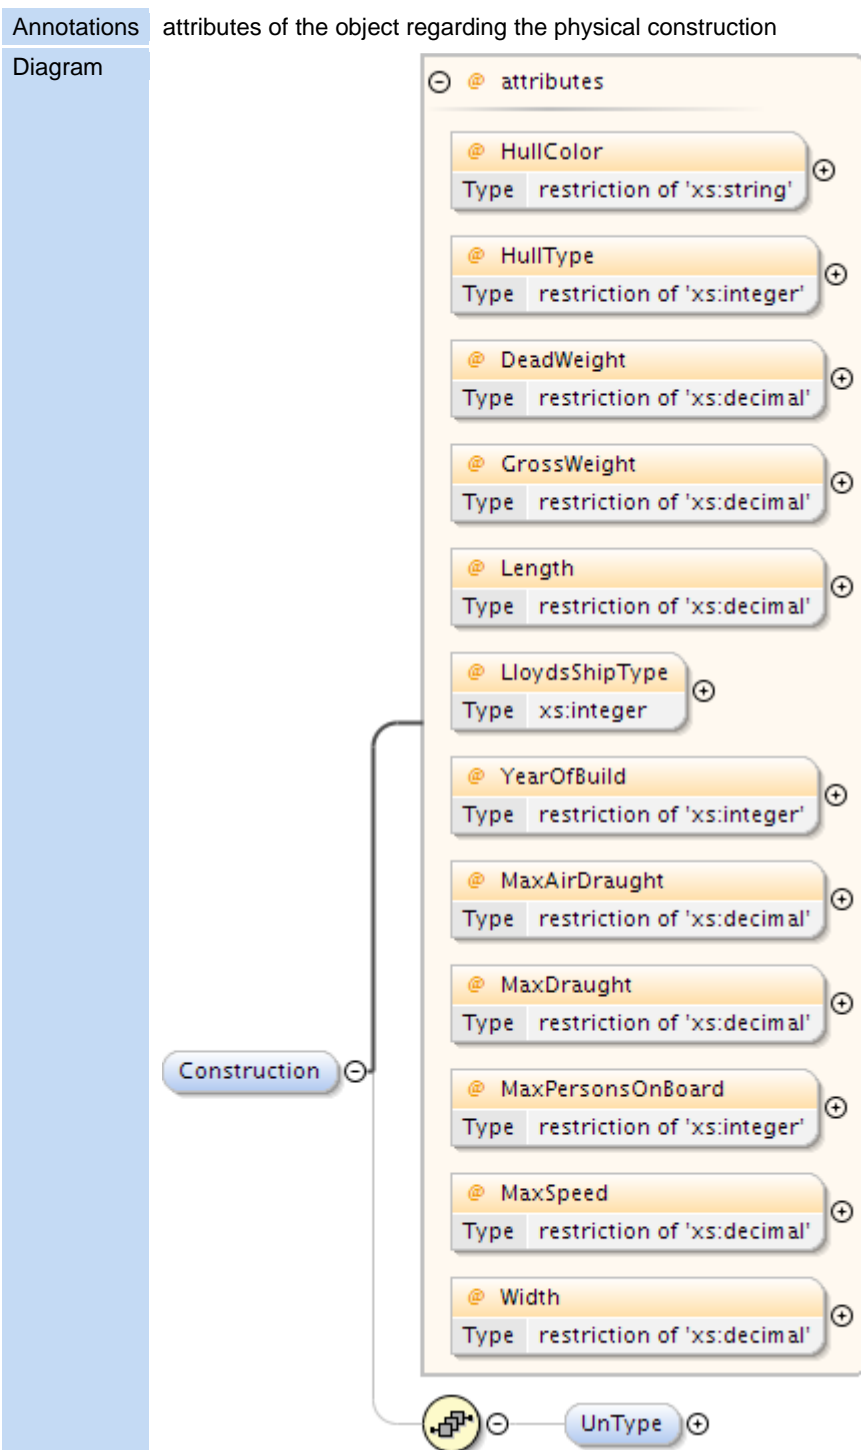 Annotations attributes of the object regarding the physical construction
Diagram
@ attributes
@ HullColor
Type restriction of 'xs:string'
@ HullType
Type restriction of 'xs:integer'
@ DeadWeight
Type restriction of 'xs:decimal'
@ GrossWeight
Type restriction of 'xs:decimal'
@ Length
Type restriction of 'xs:decimal'
@ LloydsShipType
Type xs:integer
@ YearOfBuild
Type restriction of 'xs:integer'
@ MaxAirDraught
Type restriction of 'xs:decimal'
@ MaxDraught
Type restriction of 'xs:decimal'
Construction
@ MaxPersonsOnBoard
Type restriction of 'xs:integer'
@ MaxSpeed
Type restriction of 'xs:decimal'
@ Width
Type restriction of 'xs:decimal'
UnType